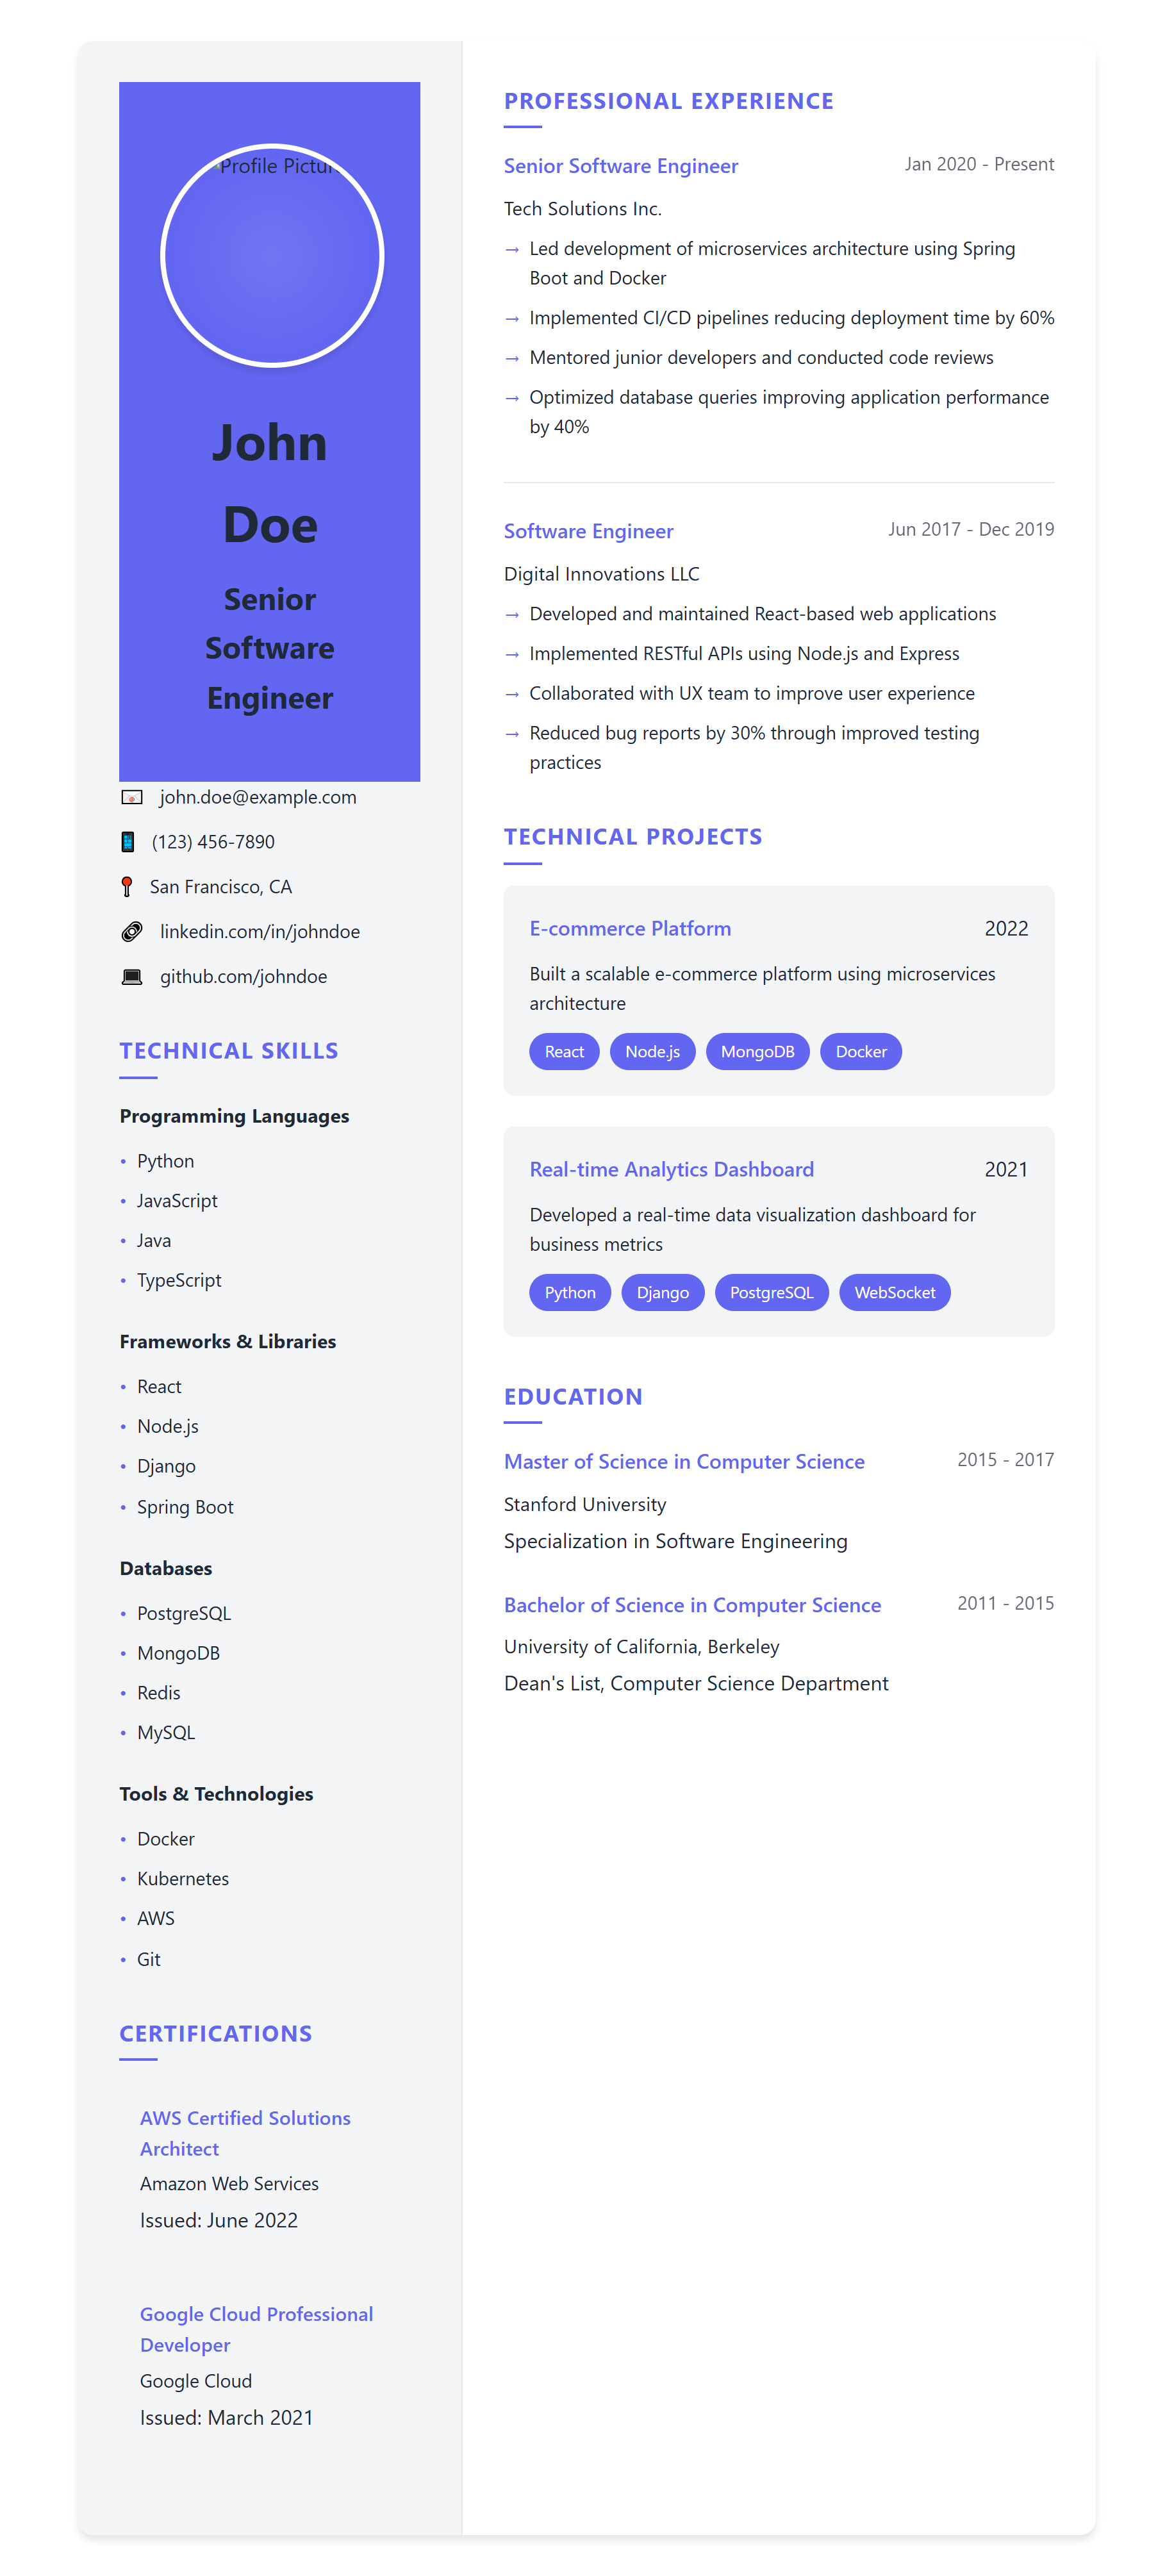 Profile Pictur
John
Doe
Senior
Software
Engineer
john.doe@example.com
(123) 456-7890
San Francisco, CA
linkedin.com/in/johndoe
github.com/johndoe
TECHNICAL SKILLS
Programming Languages
• Python
• JavaScript
• Java
• TypeScript
Frameworks & Libraries
• React
• Node.js
• Django
• Spring Boot
Databases
• PostgreSQL
• MongoDB
• Redis
• MySQL
Tools & Technologies
• Docker
• Kubernetes
• AWS
• Git
CERTIFICATIONS
AWS Certified Solutions
Architect
Amazon Web Services
Issued: June 2022
Google Cloud Professional
Developer
Google Cloud
Issued: March 2021
PROFESSIONAL EXPERIENCE
Senior Software Engineer Jan 2020 - Present
Tech Solutions Inc.
→ Led development of microservices architecture using Spring
Boot and Docker
→ Implemented CI/CD pipelines reducing deployment time by 60%
→ Mentored junior developers and conducted code reviews
→ Optimized database queries improving application performance
by 40%
Software Engineer Jun 2017 - Dec 2019
Digital Innovations LLC
→ Developed and maintained React-based web applications
→ Implemented RESTful APIs using Node.js and Express
→ Collaborated with UX team to improve user experience
→ Reduced bug reports by 30% through improved testing
practices
TECHNICAL PROJECTS
E-commerce Platform 2022
Built a scalable e-commerce platform using microservices
architecture
React Node.js MongoDB Docker
Real-time Analytics Dashboard 2021
Developed a real-time data visualization dashboard for
business metrics
Python Django PostgreSQL WebSocket
EDUCATION
Master of Science in Computer Science 2015 - 2017
Stanford University
Specialization in Software Engineering
Bachelor of Science in Computer Science 2011 - 2015
University of California, Berkeley
Dean's List, Computer Science Department